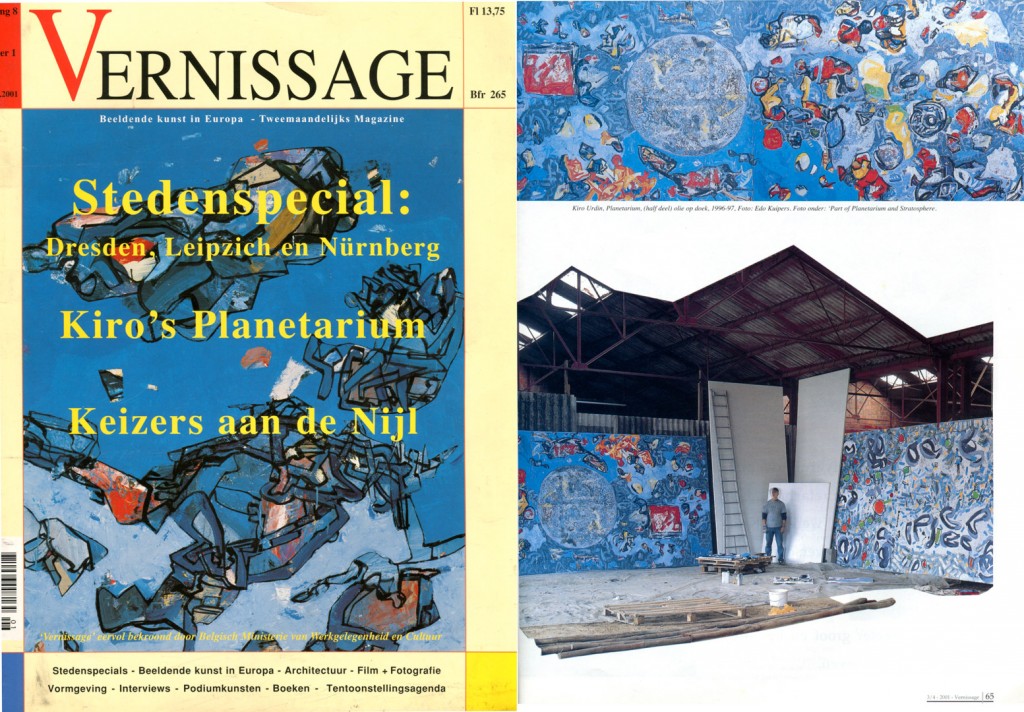 ng 8
er 1
.2001
VERNISSAGE
Fl 13,75
Bfr 265
Beeldende kunst in Europa - Tweemaandelijks Magazine
Stedenspecial:
Dresden, Leipzich en Nürnberg
Kiro's Planetarium
Keizers aan de Nijl
'Vernissage' eervol bekroond door Belgisch Ministerie van Werkgelegenheid en Cultuur
Stedenspecials - Beeldende kunst in Europa - Architectuur - Film + Fotografie
Vormgeving - Interviews - Podiumkunsten - Boeken - Tentoonstellingsagenda
Kiro Urdin, Planetarium, (half deel) olie op doek, 1996-97, Foto: Edo Kuipers. Foto onder: 'Part of Planetarium and Stratosphere.
3/4 . 2001 - Vernissage | 65